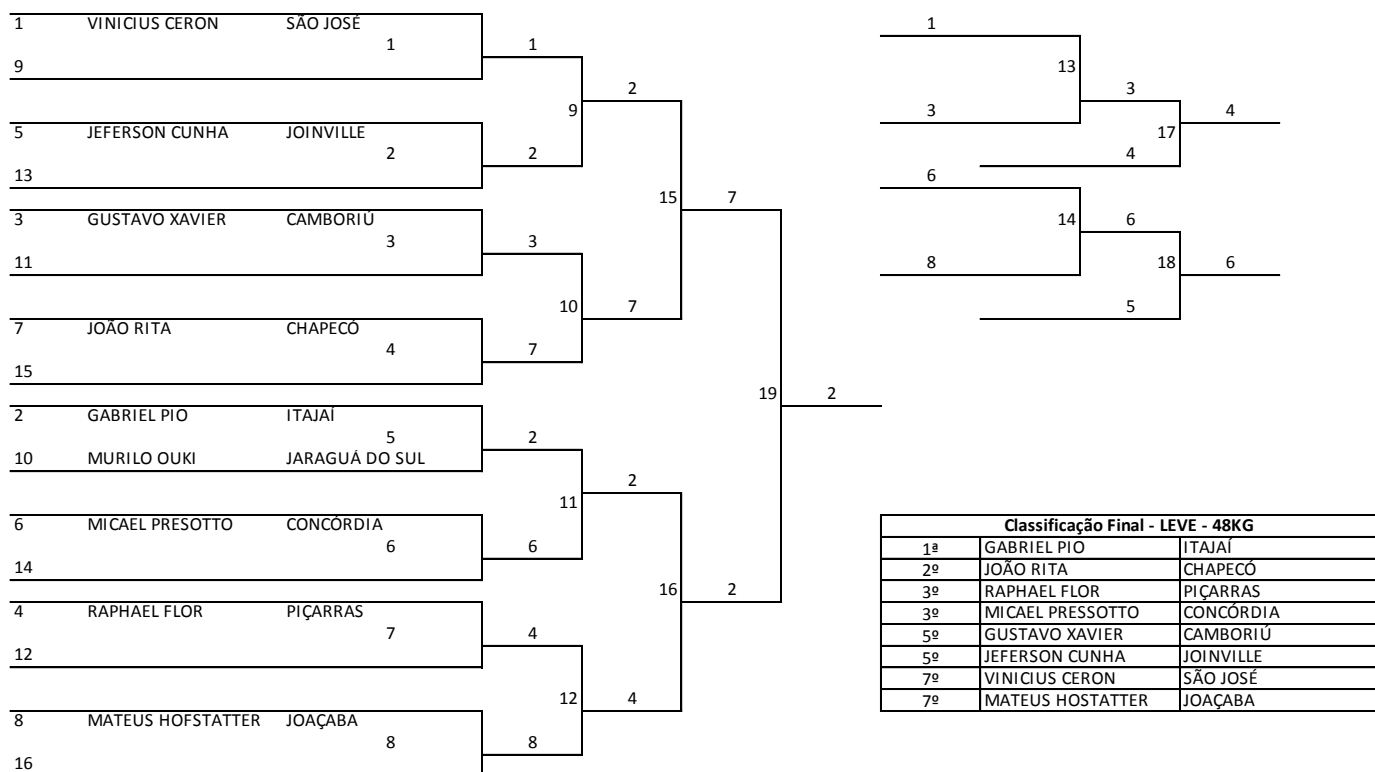 1 VINICIUS CERON SÃO JOSÉ 1
1 1
9 13
2 3
9
5 JEFERSON CUNHA JOINVILLE 3 4
2 2 17
13 4
6
15 7
3 GUSTAVO XAVIER CAMBORIÚ 14 6
3 3
11 8 18 6
10 7 5
7 JOÃO RITA CHAPECÓ
4 7
15
19 2
2 GABRIEL PIO ITAJAÍ
5 2
10 MURILO OUKI JARAGUÁ DO SUL
2
11
6 MICAEL PRESOTTO CONCÓRDIA
6 6
14
16 2
4 RAPHAEL FLOR PIÇARRAS
7 4
12
12 4
8 MATEUS HOFSTATTER JOAÇABA
8 8
16
Classificação Final - LEVE - 48KG
1ª GABRIEL PIO ITAJAÍ
2º JOÃO RITA CHAPECÓ
3º RAPHAEL FLOR PIÇARRAS
3º MICAEL PRESSOTTO CONCÓRDIA
5º GUSTAVO XAVIER CAMBORIÚ
5º JEFERSON CUNHA JOINVILLE
7º VINICIUS CERON SÃO JOSÉ
7º MATEUS HOSTATTER JOAÇABA